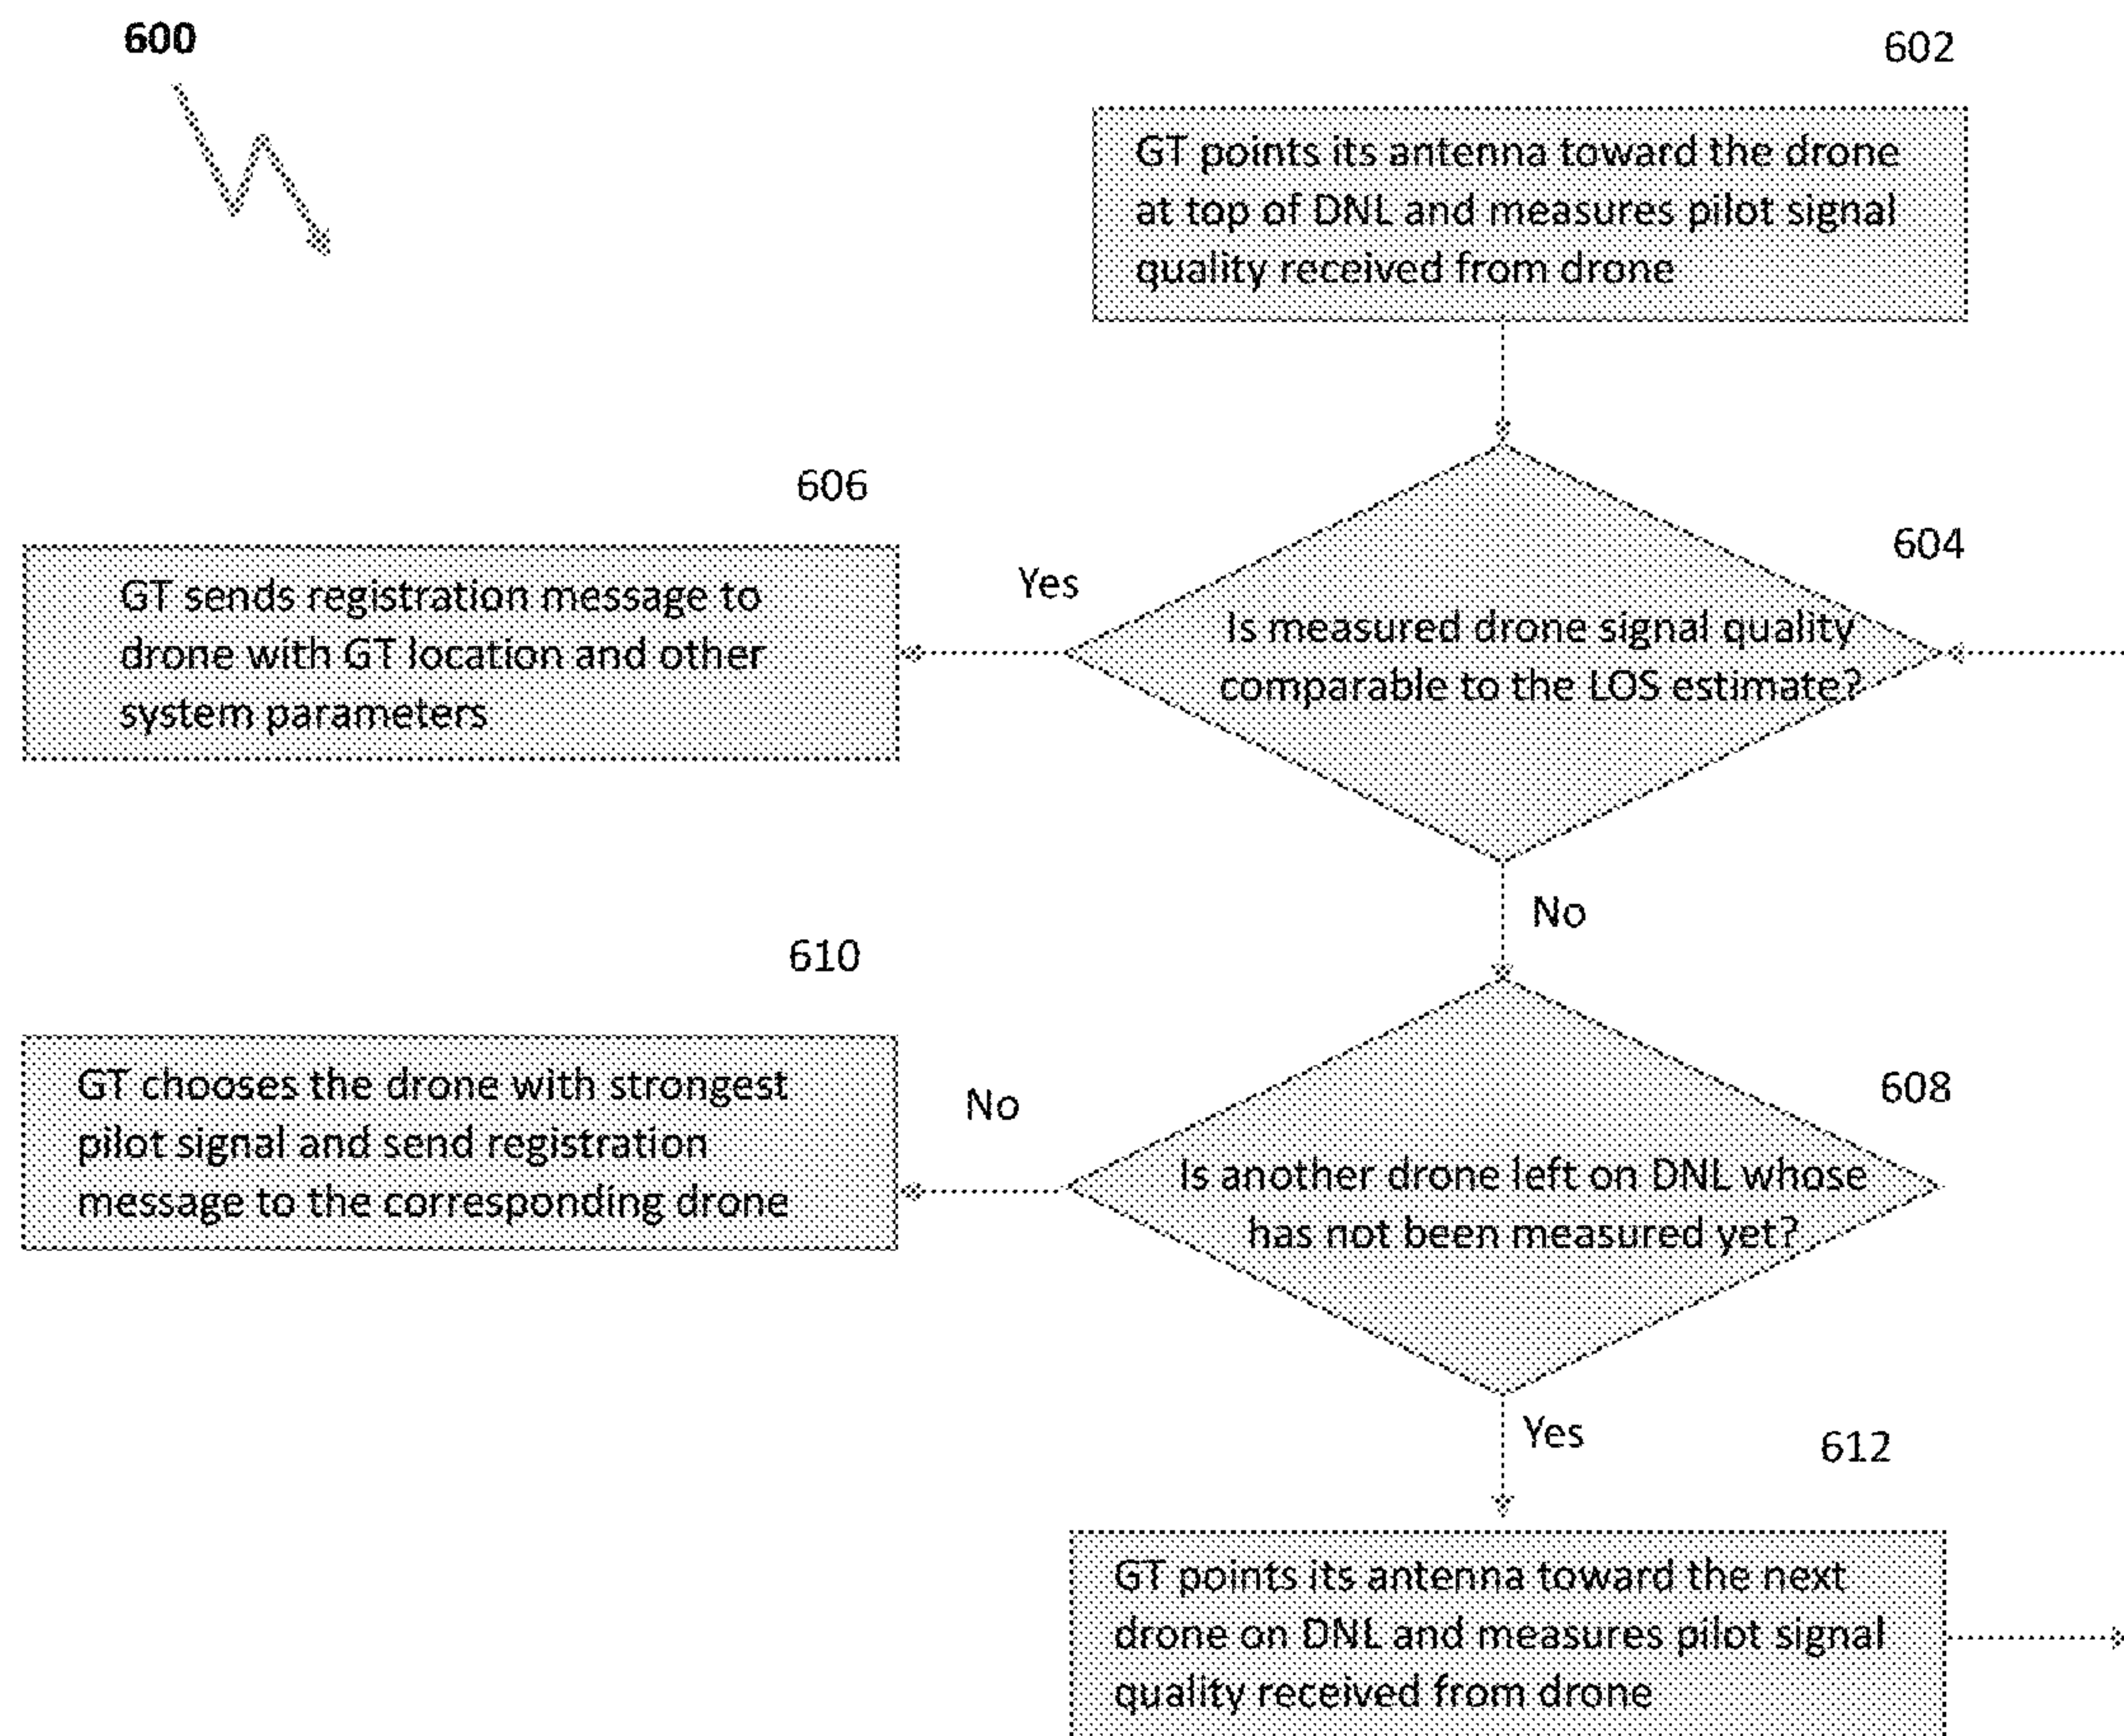 600
602
GT points its antenna toward the drone
at top of DNL and measures pilot signal
quality received from drone
606
604
GT sends registration message to
drone with GT location and other
system parameters
Yes
Is measured drone signal quality
comparable to the LOS estimate?
No
610
608
GT chooses the drone with strongest
pilot signal and send registration
message to the corresponding drone
No
Is another drone left on DNL whose
has not been measured yet?
Yes
612
GT points its antenna toward the next
drone on DNL and measures pilot signal
quality received from drone